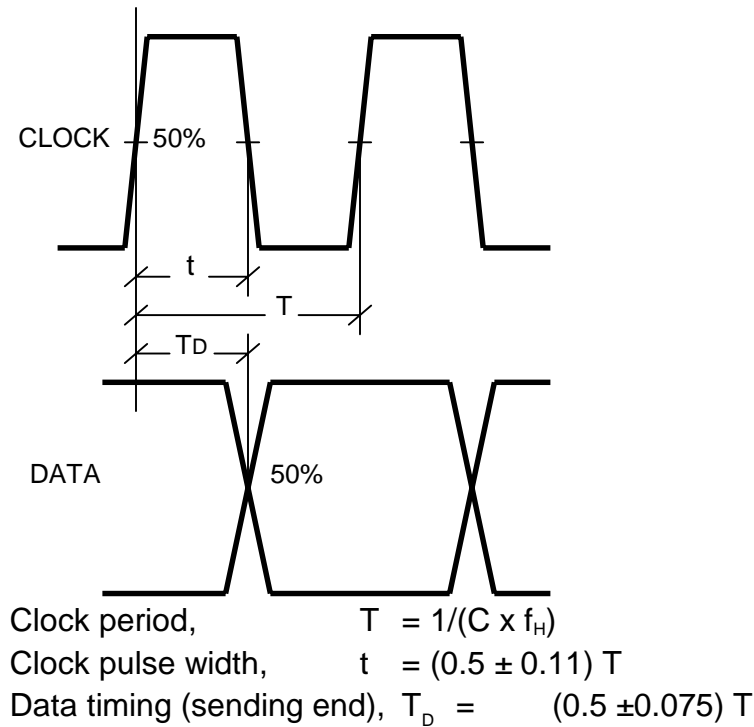 CLOCK 50%
t
T
TD
DATA 50%
Clock period, T = 1/(C x fH)
Clock pulse width, t = (0.5 ± 0.11) T
Data timing (sending end), TD = (0.5 ±0.075) T